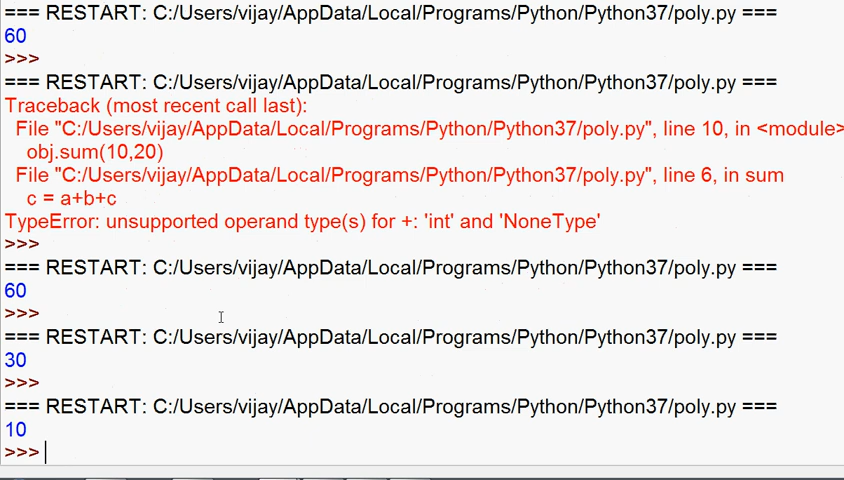 === RESTART: C:/Users/vijay/AppData/Local/Programs/Python/Python37/poly.py ===
60
>>>
=== RESTART: C:/Users/vijay/AppData/Local/Programs/Python/Python37/poly.py ===
Traceback (most recent call last):
  File "C:/Users/vijay/AppData/Local/Programs/Python/Python37/poly.py", line 10, in <module>
    obj.sum(10,20)
  File "C:/Users/vijay/AppData/Local/Programs/Python/Python37/poly.py", line 6, in sum
    c = a+b+c
TypeError: unsupported operand type(s) for +: 'int' and 'NoneType'
>>>
=== RESTART: C:/Users/vijay/AppData/Local/Programs/Python/Python37/poly.py ===
60
>>>
=== RESTART: C:/Users/vijay/AppData/Local/Programs/Python/Python37/poly.py ===
30
>>>
=== RESTART: C:/Users/vijay/AppData/Local/Programs/Python/Python37/poly.py ===
10
>>>